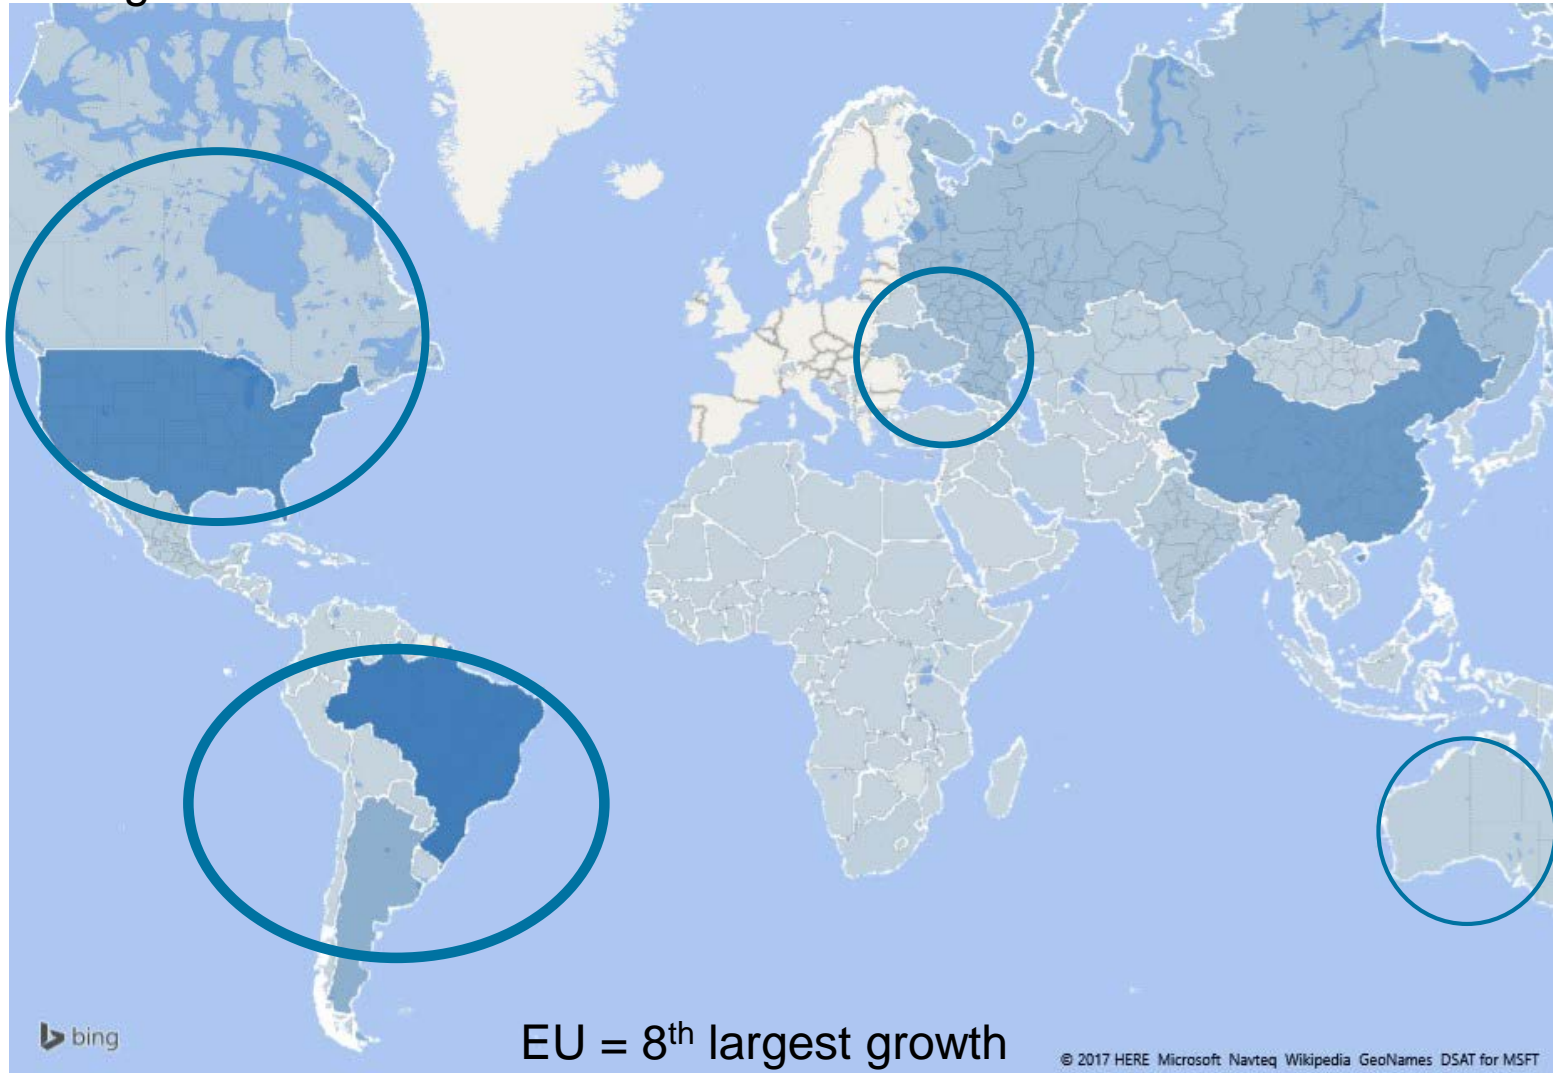 EU = 8th largest growth
bing
© 2017 HERE Microsoft Navteq Wikipedia GeoNames DSAT for MSFT